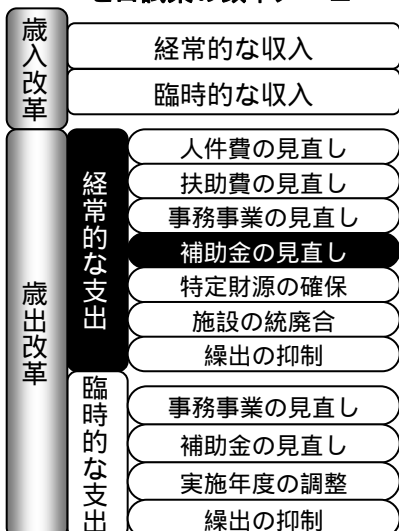 歳入改革
経常的な収入
臨時的な収入
歳出改革
経常的な支出
人件費の見直し
扶助費の見直し
事務事業の見直し
補助金の見直し
特定財源の確保
施設の統廃合
繰出の抑制
臨時的な支出
事務事業の見直し
補助金の見直し
実施年度の調整
繰出の抑制